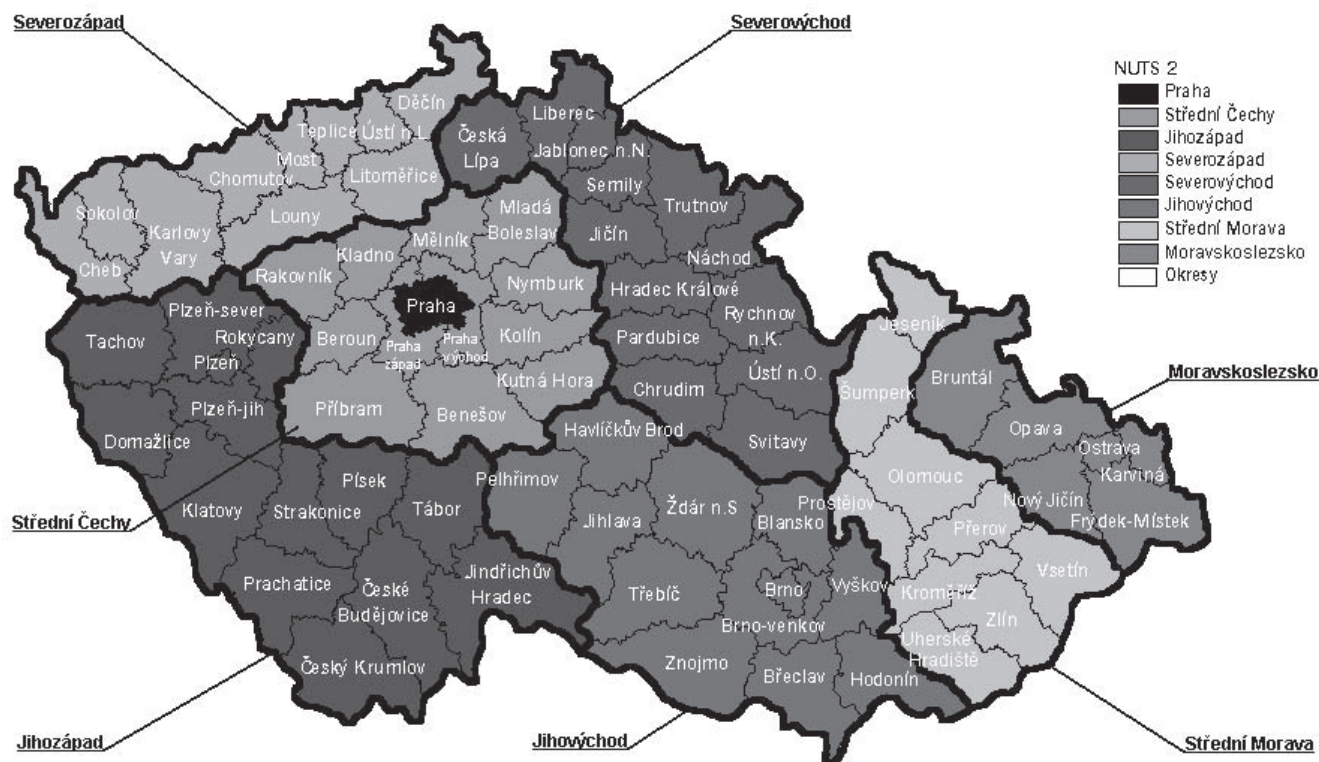 Severozápad
Severovýchod
NUTS 2
Praha
Střední Čechy
Jihozápad
Severozápad
Severovýchod
Jihovýchod
Střední Morava
Moravskoslezsko
Okresy
Děčín
Teplice
Ústí n.L.
Most
Chomutov
Litoměřice
Louny
Sokolov
Karlovy
Vary
Cheb
Česká
Lípa
Liberec
Jablonec n.N.
Semily
Trutnov
Jičín
Náchod
Hradec Králové
Rychnov
n.K.
Pardubice
Ústí n.O.
Chrudim
Svitavy
Mladá
Boleslav
Mělník
Kladno
Rakovník
Nymburk
Praha
Beroun
Praha
západ
Praha
východ
Kolín
Kutná Hora
Příbram
Benešov
Plzeň-sever
Tachov
Rokycany
Plzeň
Plzeň-jih
Domažlice
Klatovy
Písek
Strakonice
Tábor
Prachatice
České
Budějovice
Jindřichův
Hradec
Český Krumlov
Havlíčkův Brod
Pelhřimov
Jihlava
Ždár n.S
Blansko
Třebíč
Brno
Vyškov
Brno-venkov
Znojmo
Břeclav
Hodonín
Jeseník
Šumperk
Olomouc
Prostějov
Přerov
Kroměříž
Vsetín
Zlín
Uherské
Hradiště
Bruntál
Opava
Ostrava
Karviná
Nový Jičín
Frýdek-Místek
Moravskoslezsko
Střední Čechy
Jihozápad
Jihovýchod
Střední Morava